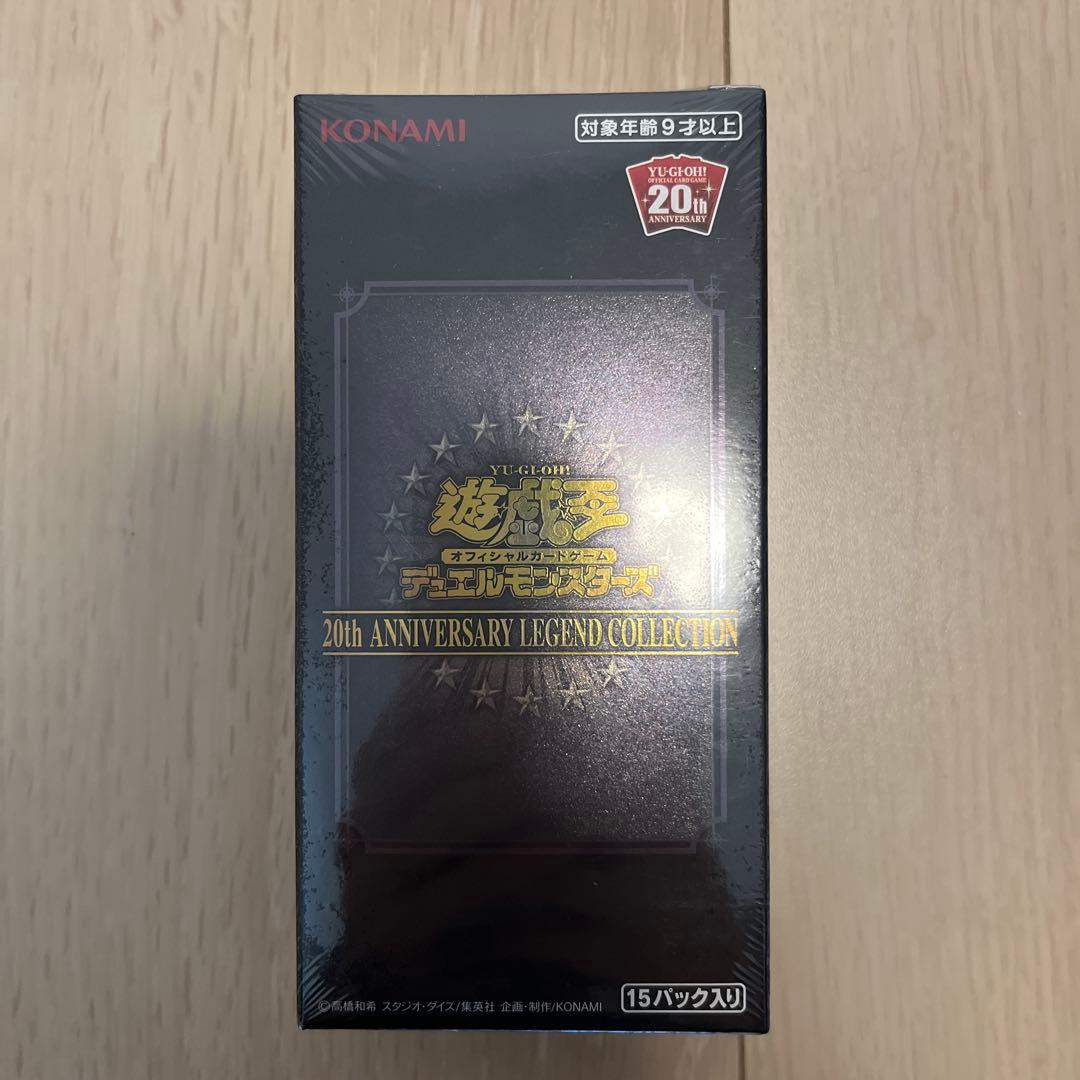 KONAMI
対象年齢9才以上
YU-GI-OH!
OFFICIAL CARD GAME
20th
ANNIVERSARY
YU-GI-OH!
遊戯王
オフィシャルカードゲーム
デュエルモンスターズ
20th ANNIVERSARY LEGEND COLLECTION
©高橋和希 スタジオ・ダイス/集英社 企画・制作/KONAMI
15パック入り